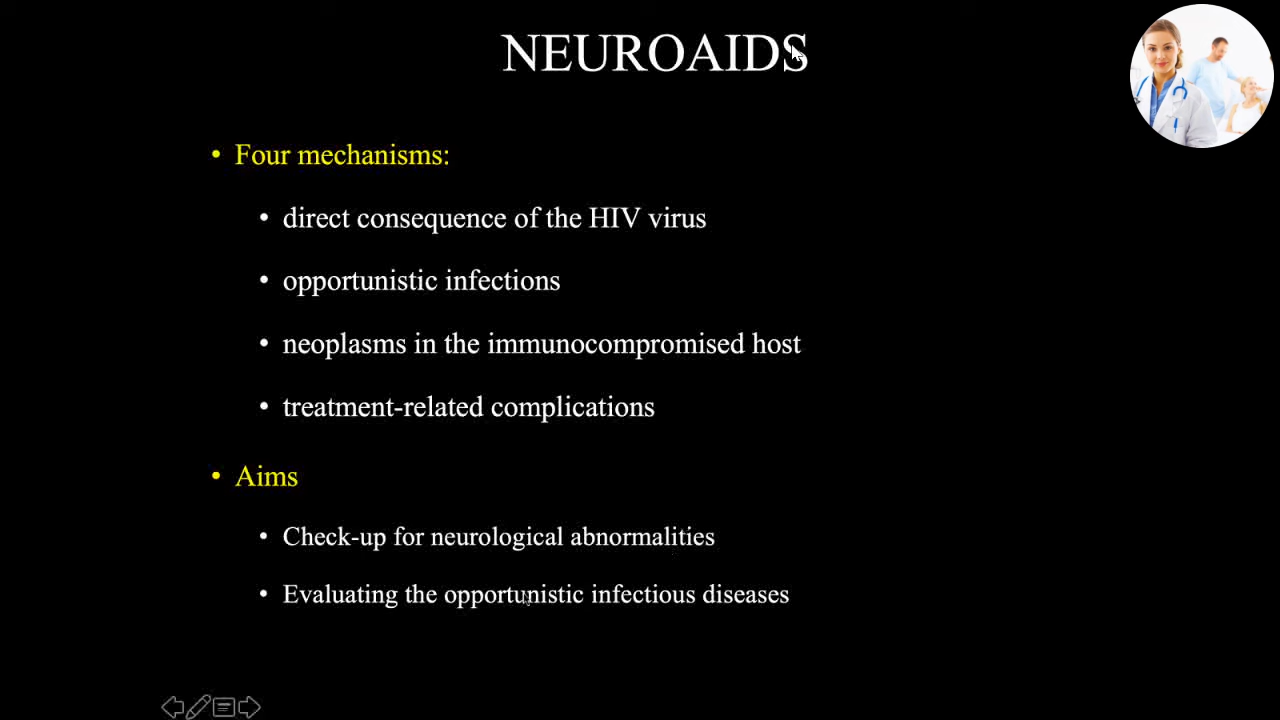 NEUROAIDS
• Four mechanisms:
• direct consequence of the HIV virus
• opportunistic infections
• neoplasms in the immunocompromised host
• treatment-related complications
• Aims
• Check-up for neurological abnormalities
• Evaluating the opportunistic infectious diseases